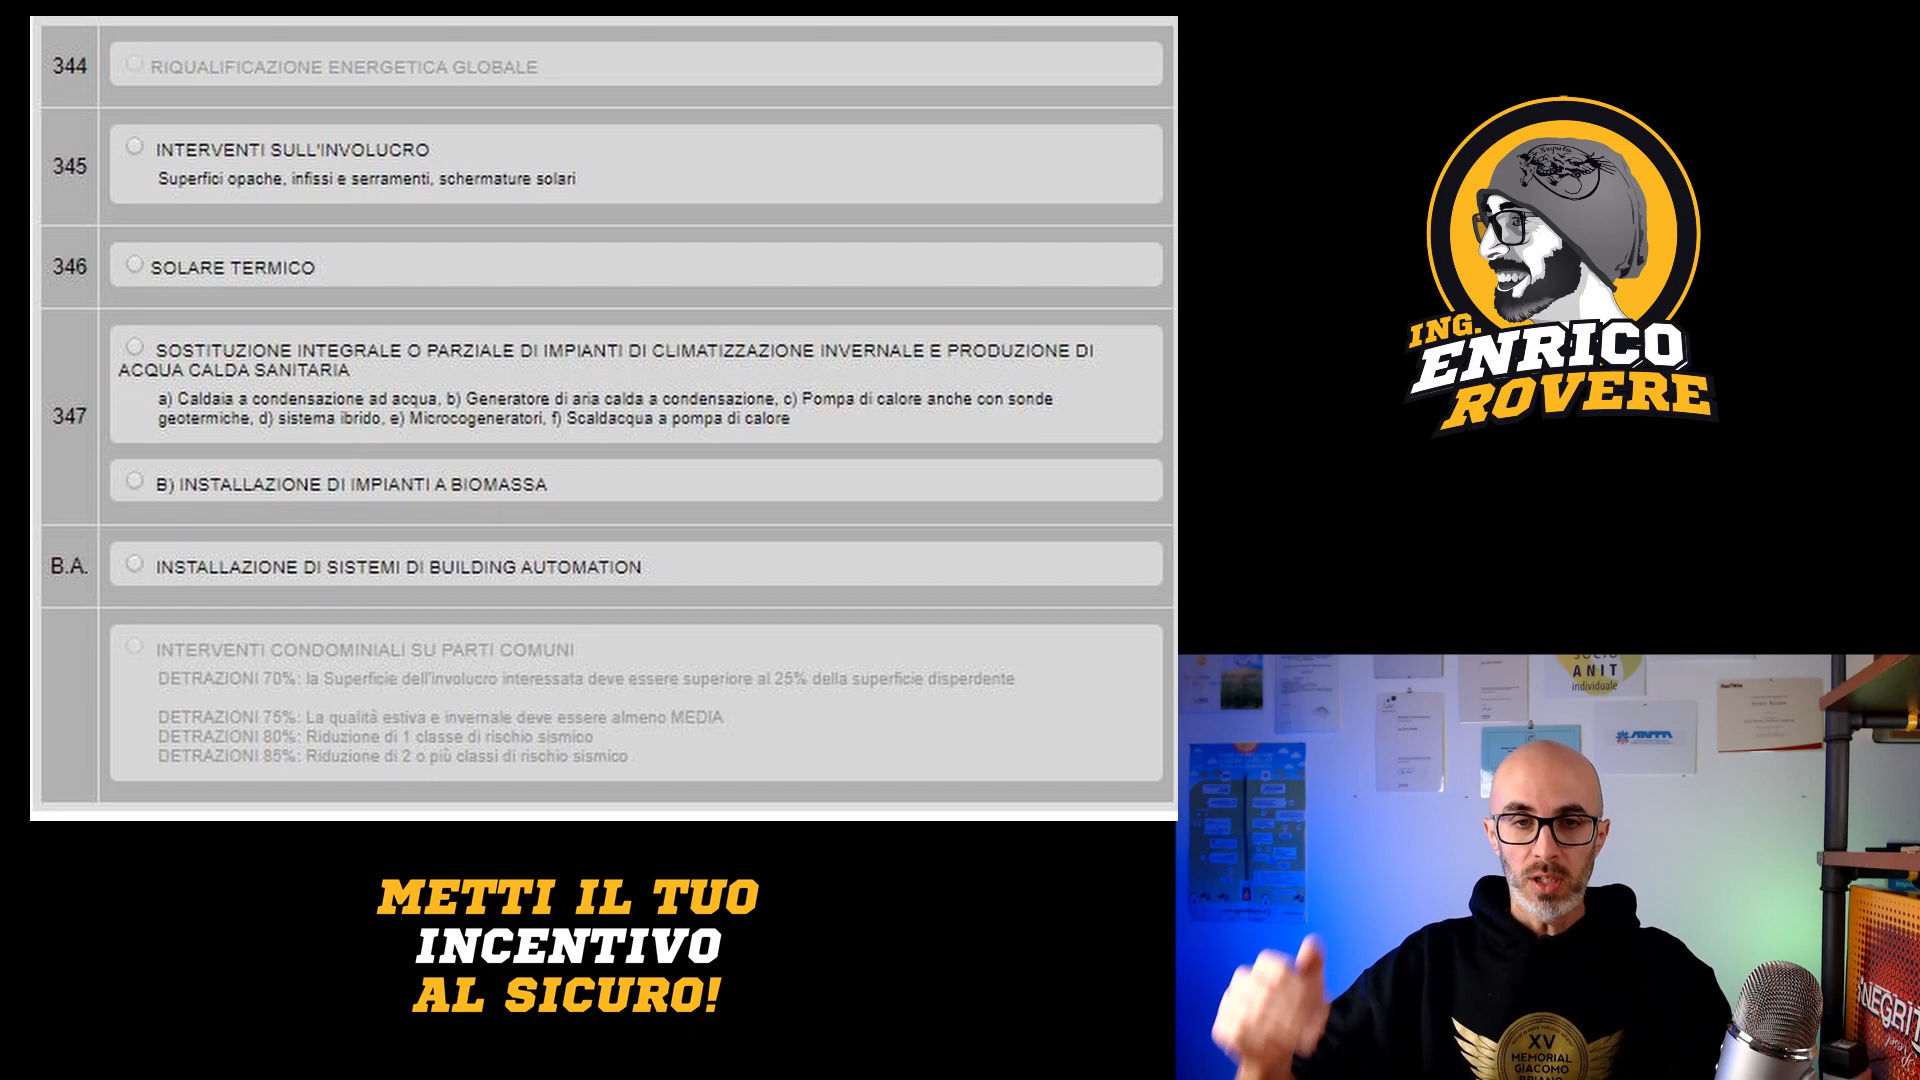 344
RIQUALIFICAZIONE ENERGETICA GLOBALE
345
INTERVENTI SULL'INVOLUCRO
Superfici opache, infissi e serramenti, schermature solari
346
SOLARE TERMICO
347
SOSTITUZIONE INTEGRALE O PARZIALE DI IMPIANTI DI CLIMATIZZAZIONE INVERNALE E PRODUZIONE DI
ACQUA CALDA SANITARIA
a) Caldaia a condensazione ad acqua, b) Generatore di aria calda a condensazione, c) Pompa di calore anche con sonde
geotermiche, d) sistema ibrido, e) Microcogeneratori, f) Scaldacqua a pompa di calore
B) INSTALLAZIONE DI IMPIANTI A BIOMASSA
B.A.
INSTALLAZIONE DI SISTEMI DI BUILDING AUTOMATION
INTERVENTI CONDOMINIALI SU PARTI COMUNI
DETRAZIONI 70%: la Superficie dell'involucro interessata deve essere superiore al 25% della superficie disperdente
DETRAZIONI 75%: La qualità estiva e invernale deve essere almeno MEDIA
DETRAZIONI 80%: Riduzione di 1 classe di rischio sismico
DETRAZIONI 85%: Riduzione di 2 o più classi di rischio sismico
METTI IL TUO
INCENTIVO
AL SICURO!
ING.
ENRICO
ROVERE
SOCIO
ANIT
individuale
XV
MEMORIAL
GIACOMO
BRIANO